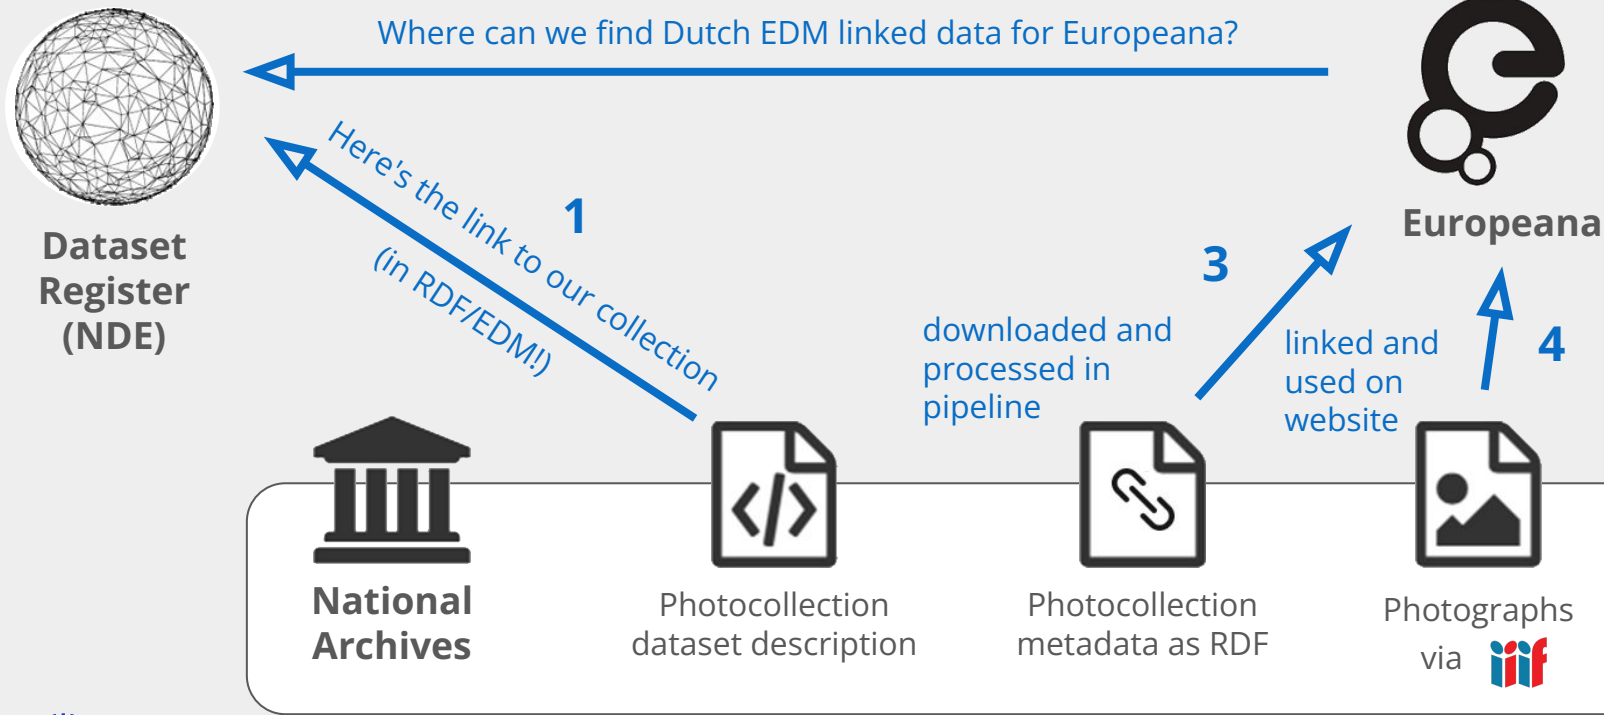 Where can we find Dutch EDM linked data for Europeana?
Dataset
Register
(NDE)
Here's the link to our collection
(in RDF/EDM!)
1
Europeana
3
downloaded and
processed in
pipeline
linked and
used on
website
4
National
Archives
Photocollection
dataset description
Photocollection
metadata as RDF
Photographs
via iiif